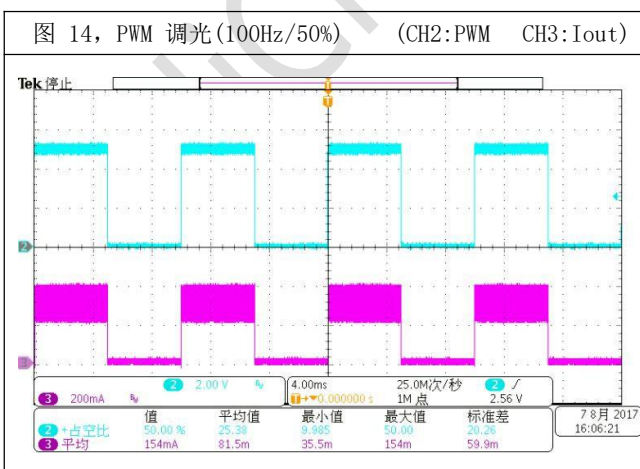 图 14，PWM 调光(100Hz/50%) (CH2:PWM CH3:Iout)
Tek 停止
T
T
2
3
2 2.00 V 4.00ms 25.0M次/秒 2
3 200mA T→▼0.000000 s 1M 点 2.56 V
值 平均值 最小值 最大值 标准差
2 +占空比 50.00 % 25.38 9.985 50.00 20.26
3 平均 154mA 81.5m 35.5m 154m 59.9m
7 8月 2017
16:06:21